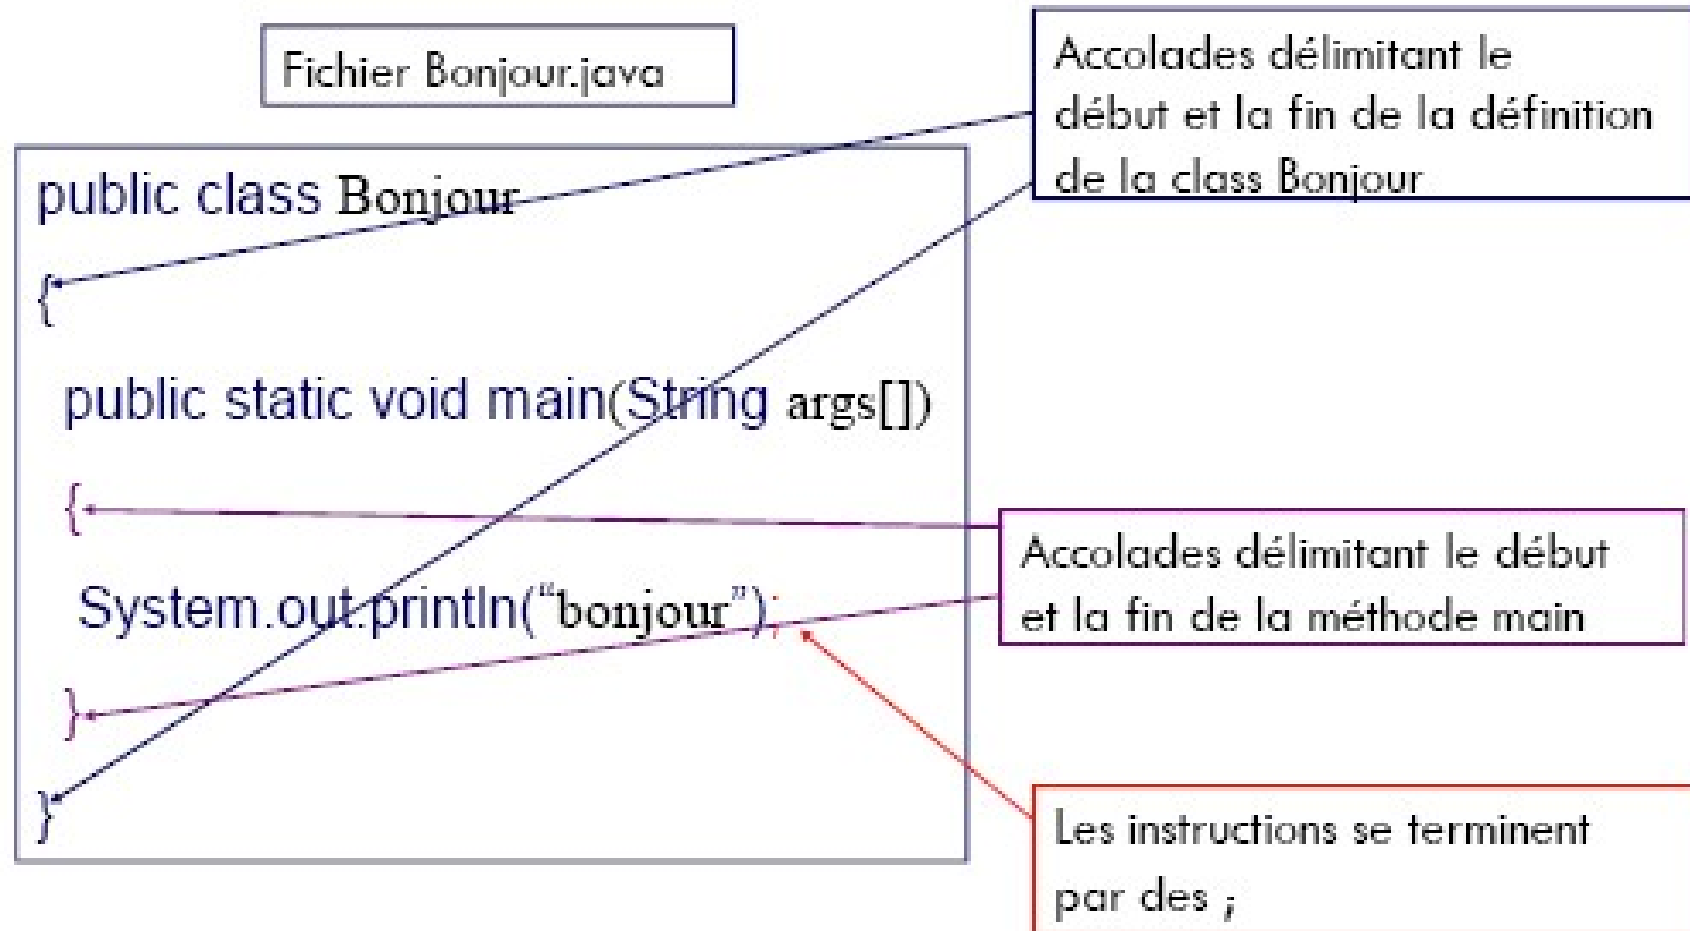 Fichier Bonjour.java
Accolades délimitant le
début et la fin de la définition
de la class Bonjour
public class Bonjour
{
public static void main(String args[])
{
System.out.println(“bonjour”);
}
}
Accolades délimitant le début
et la fin de la méthode main
Les instructions se terminent
par des ;